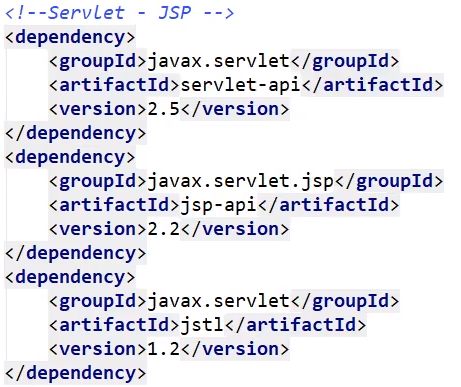 <!--Servlet - JSP -->
<dependency>
    <groupId>javax.servlet</groupId>
    <artifactId>servlet-api</artifactId>
    <version>2.5</version>
</dependency>
<dependency>
    <groupId>javax.servlet.jsp</groupId>
    <artifactId>jsp-api</artifactId>
    <version>2.2</version>
</dependency>
<dependency>
    <groupId>javax.servlet</groupId>
    <artifactId>jstl</artifactId>
    <version>1.2</version>
</dependency>